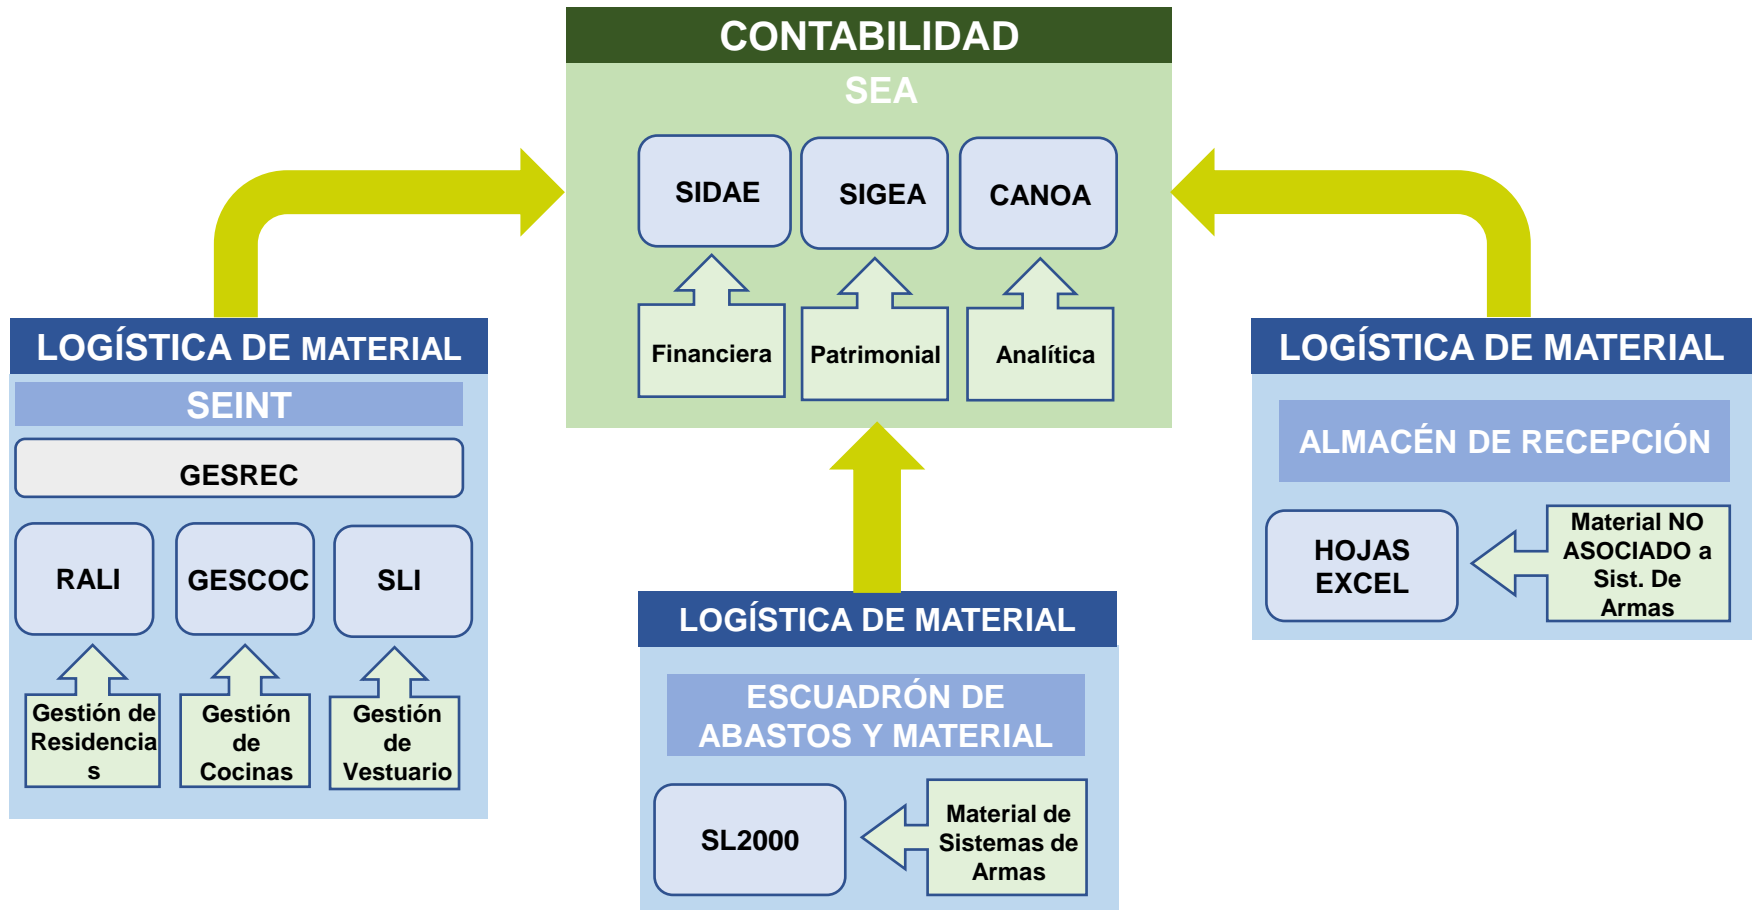 CONTABILIDAD
SEA
SIDAE
SIGEA
CANOA
Financiera
Patrimonial
Analítica
LOGÍSTICA DE MATERIAL
SEINT
GESREC
RALI
GESCOC
SLI
Gestión de
Residencia
s
Gestión
de
Cocinas
Gestión
de
Vestuario
LOGÍSTICA DE MATERIAL
ESCUADRÓN DE
ABASTOS Y MATERIAL
SL2000
Material de
Sistemas de
Armas
LOGÍSTICA DE MATERIAL
ALMACÉN DE RECEPCIÓN
HOJAS
EXCEL
Material NO
ASOCIADO a
Sist. De
Armas